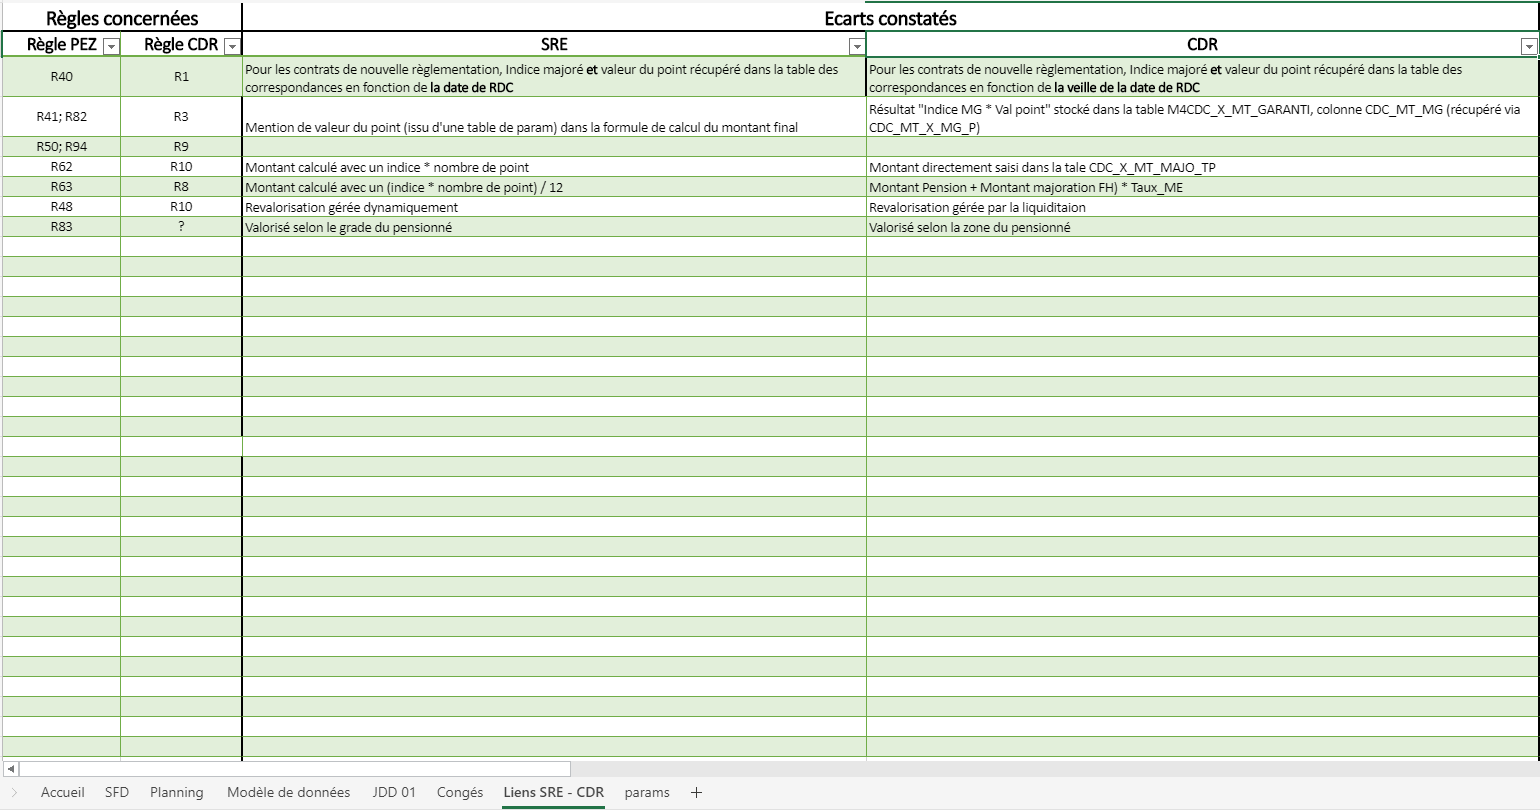 Règles concernées Ecarts constatés
Règle PEZ Règle CDR SRE CDR
R40 R1 Pour les contrats de nouvelle règlementation, Indice majoré et valeur du point récupéré dans la table des Pour les contrats de nouvelle règlementation, Indice majoré et valeur du point récupéré dans la table des
correspondances en fonction de la date de RDC correspondances en fonction de la veille de la date de RDC
R41; R82 R3 Mention de valeur du point (issu d'une table de param) dans la formule de calcul du montant final Résultat "Indice MG * Val point" stocké dans la table M4CDC_X_MT_GARANTI, colonne CDC_MT_MG (récupéré via
CDC_MT_X_MG_P)
R50; R94 R9
R62 R10 Montant calculé avec un indice * nombre de point Montant directement saisi dans la tale CDC_X_MT_MAJO_TP
R63 R8 Montant calculé avec un (indice * nombre de point) / 12 Montant Pension + Montant majoration FH) * Taux_ME
R48 R10 Revalorisation gérée dynamiquement Revalorisation gérée par la liquiditaion
R83 ? Valorisé selon le grade du pensionné Valorisé selon la zone du pensionné
Accueil SFD Planning Modèle de données JDD 01 Congés Liens SRE - CDR params